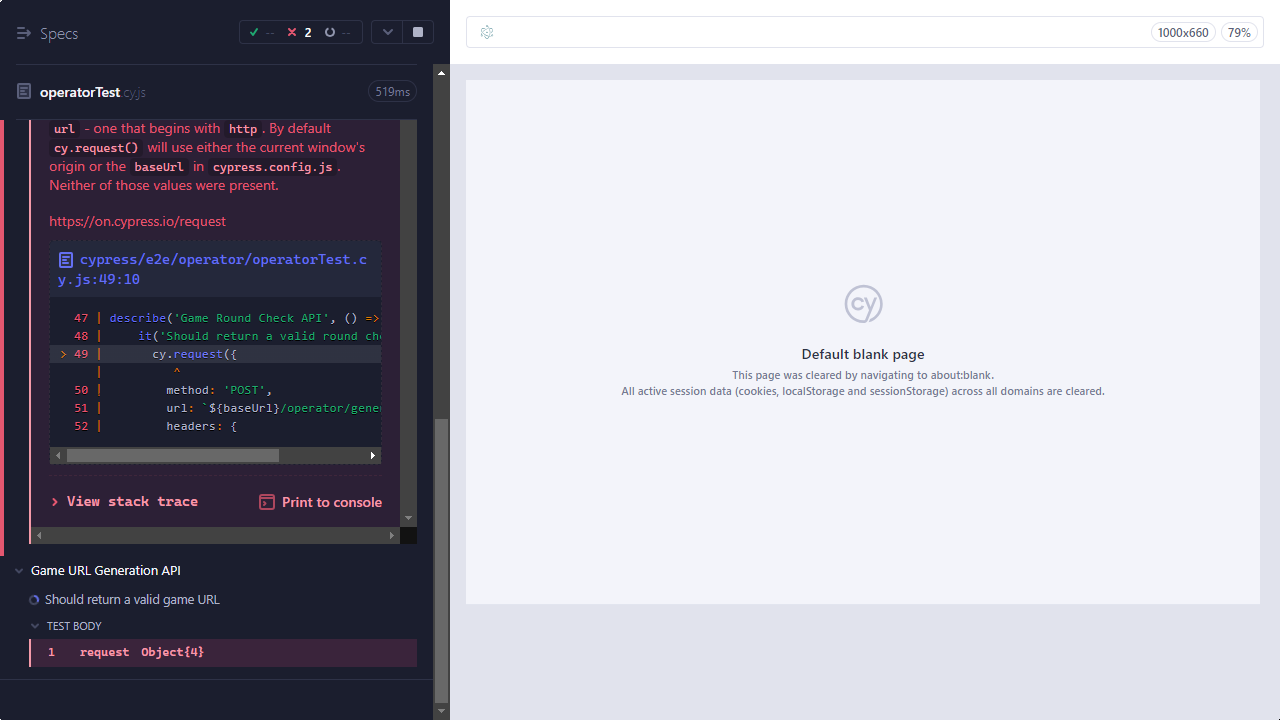 Specs
-- 2 --
1000x660 79%
operatorTest.cy.js 519ms
url - one that begins with http. By default
cy.request() will use either the current window's
origin or the baseUrl in cypress.config.js.
Neither of those values were present.
https://on.cypress.io/request
cypress/e2e/operator/operatorTest.c
y.js:49:10
47 | describe('Game Round Check API', () =>
48 | it('Should return a valid round che
> 49 | cy.request({
| ^
50 | method: 'POST',
51 | url: `${baseUrl}/operator/gene
52 | headers: {
View stack trace Print to console
Game URL Generation API
Should return a valid game URL
TEST BODY
1 request Object{4}
cy
Default blank page
This page was cleared by navigating to about:blank.
All active session data (cookies, localStorage and sessionStorage) across all domains are cleared.